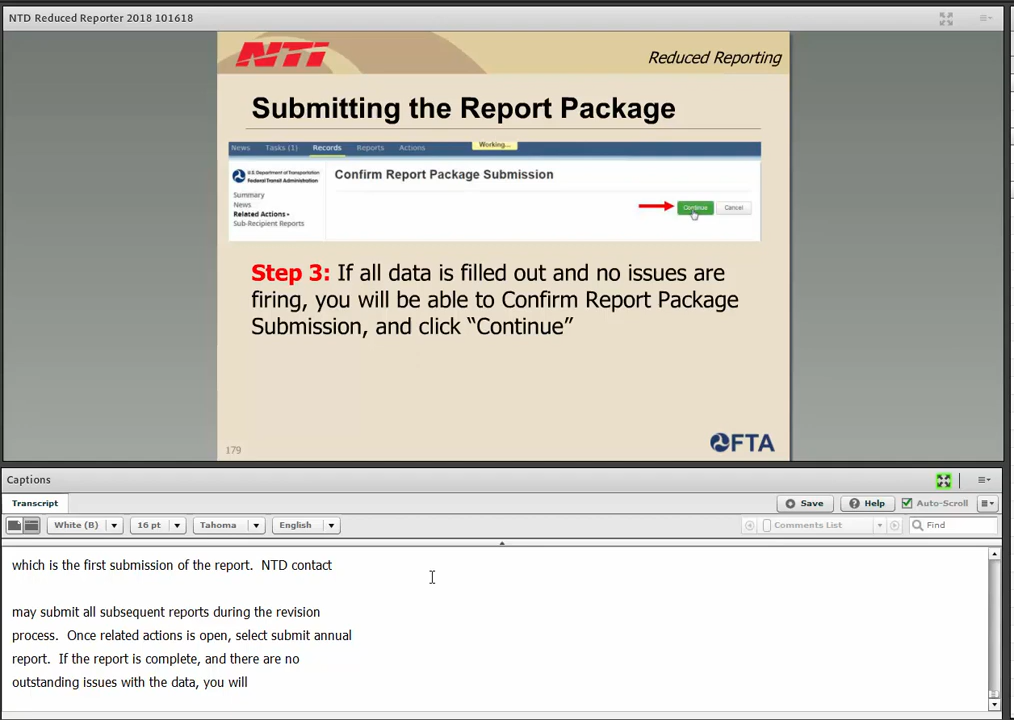 NTD Reduced Reporter 2018 101618
NTI
Reduced Reporting
Submitting the Report Package
News Tasks (1) Records Reports Actions Working...
U.S. Department of Transportation
Federal Transit Administration
Confirm Report Package Submission
Summary
News
Related Actions
Sub-Recipient Reports
Continue Cancel
Step 3: If all data is filled out and no issues are
firing, you will be able to Confirm Report Package
Submission, and click “Continue”
179
FTA
Captions
Transcript
Save Help Auto-Scroll
White (B) 16 pt Tahoma English Comments List Find
which is the first submission of the report.  NTD contact
may submit all subsequent reports during the revision
process.  Once related actions is open, select submit annual
report.  If the report is complete, and there are no
outstanding issues with the data, you will